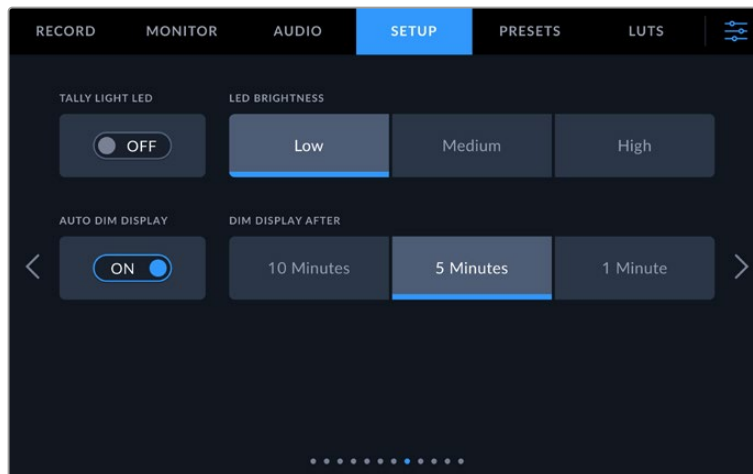 RECORD MONITOR AUDIO SETUP PRESETS LUTS
TALLY LIGHT LED LED BRIGHTNESS
OFF Low Medium High
AUTO DIM DISPLAY DIM DISPLAY AFTER
ON 10 Minutes 5 Minutes 1 Minute